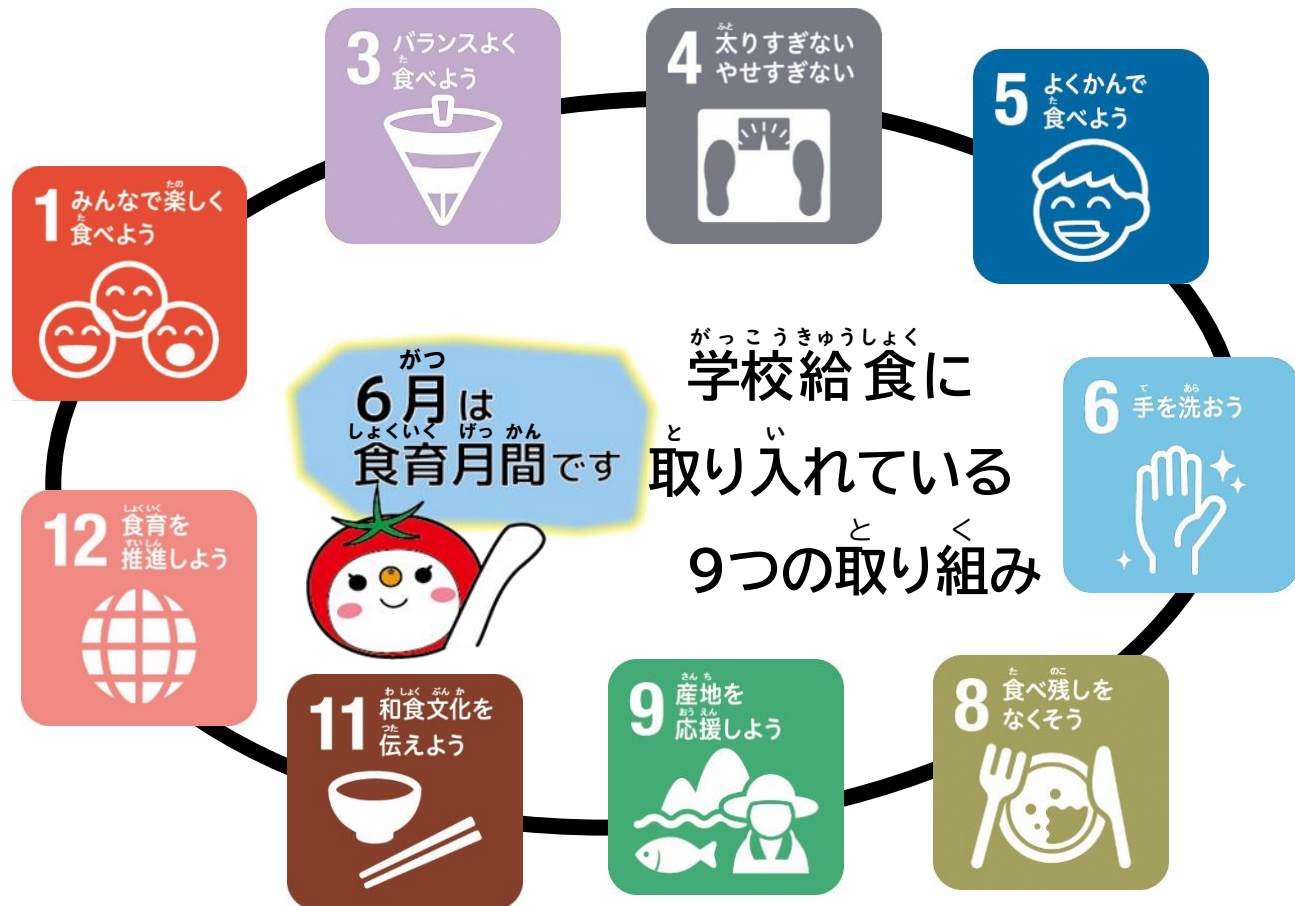 3 バランスよく
食べよう
4 太りすぎない
やせすぎない
5 よくかんで
食べよう
1 みんなで楽しく
食べよう
6月は
食育月間です
学校給食に
取り入れている
9つの取り組み
6 手を洗おう
12 食育を
推進しよう
11 和食文化を
伝えよう
9 産地を
応援しよう
8 食べ残しを
なくそう